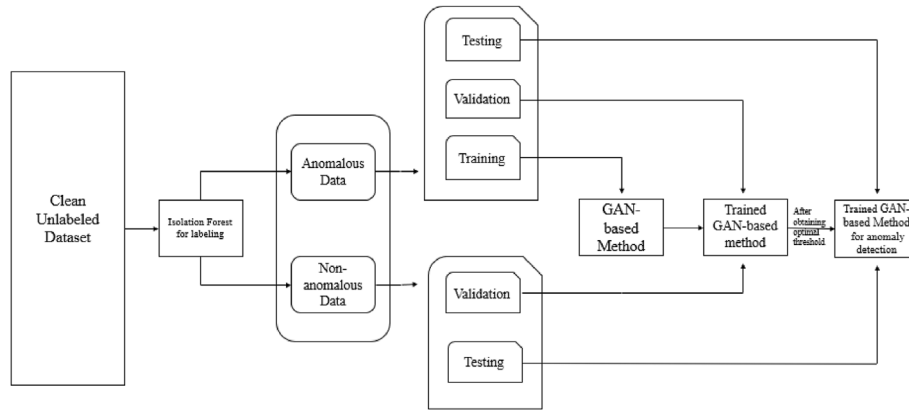 Clean
Unlabeled
Dataset
Isolation Forest
for labeling
Anomalous
Data
Non-
anomalous
Data
Testing
Validation
Training
Validation
Testing
GAN-
based
Method
Trained
GAN-based
method
After
obtaining
optimal
threshold
Trained GAN-
based Method
for anomaly
detection